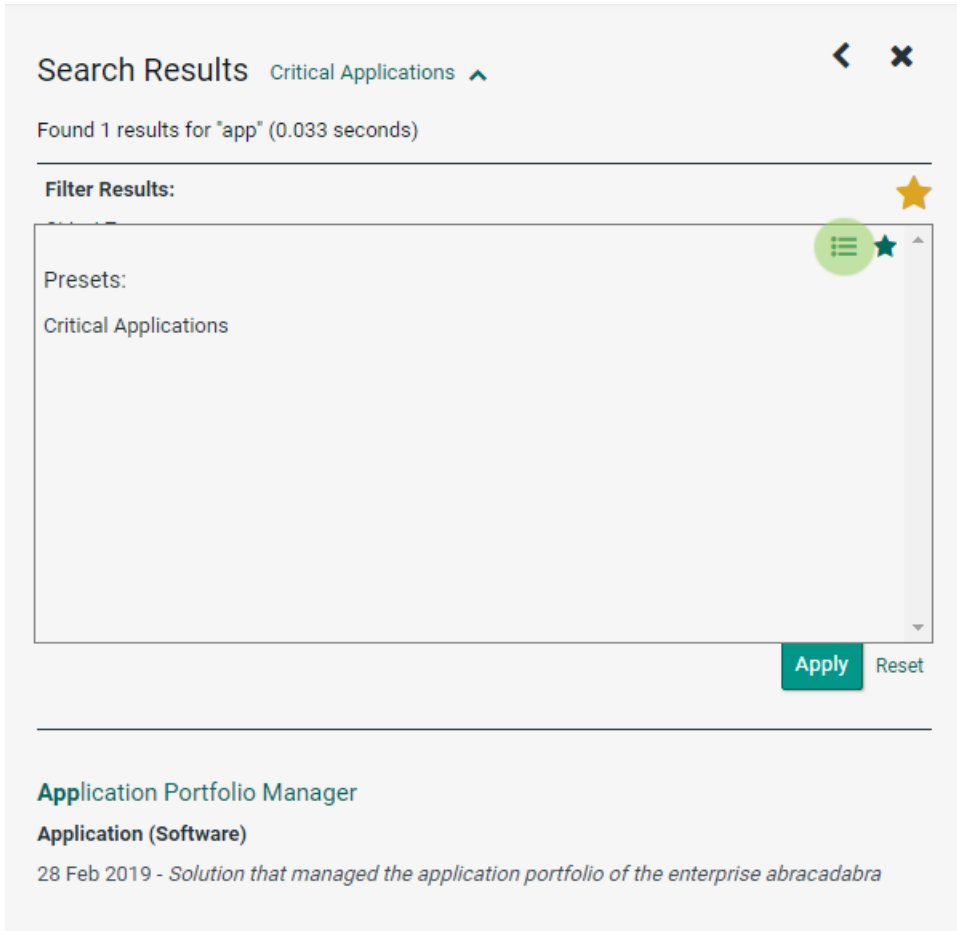 Search Results Critical Applications
Found 1 results for "app" (0.033 seconds)
Filter Results:
Presets:
Critical Applications
Apply Reset
Application Portfolio Manager
Application (Software)
28 Feb 2019 - Solution that managed the application portfolio of the enterprise abracadabra